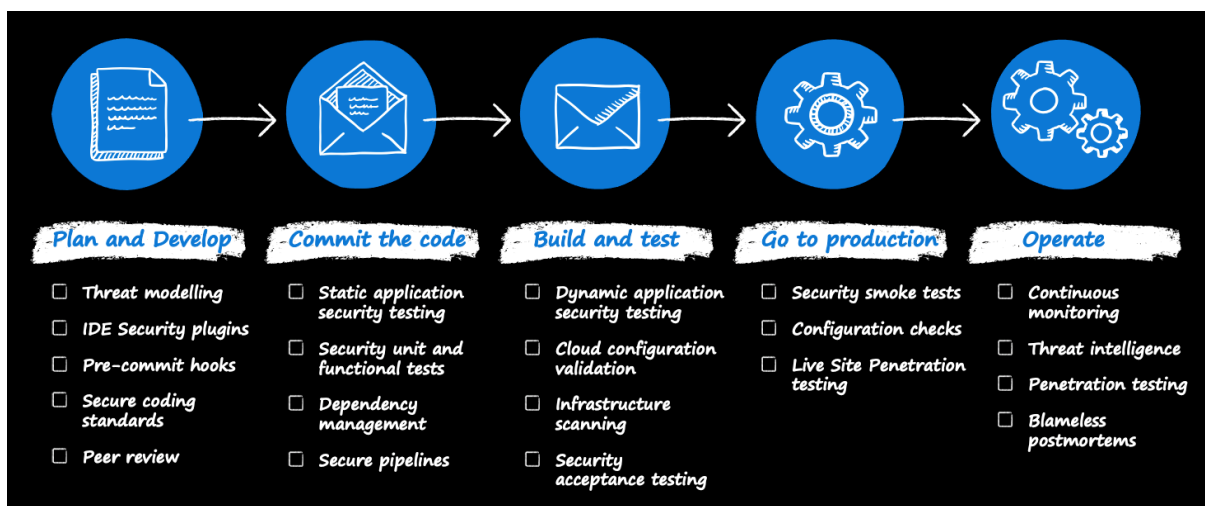 Plan and Develop
Threat modelling
IDE Security plugins
Pre-commit hooks
Secure coding
standards
Peer review
Commit the code
Static application
security testing
Security unit and
functional tests
Dependency
management
Secure pipelines
Build and test
Dynamic application
security testing
Cloud configuration
validation
Infrastructure
scanning
Security
acceptance testing
Go to production
Security smoke tests
Configuration checks
Live Site Penetration
testing
Operate
Continuous
monitoring
Threat intelligence
Penetration testing
Blameless
postmortems